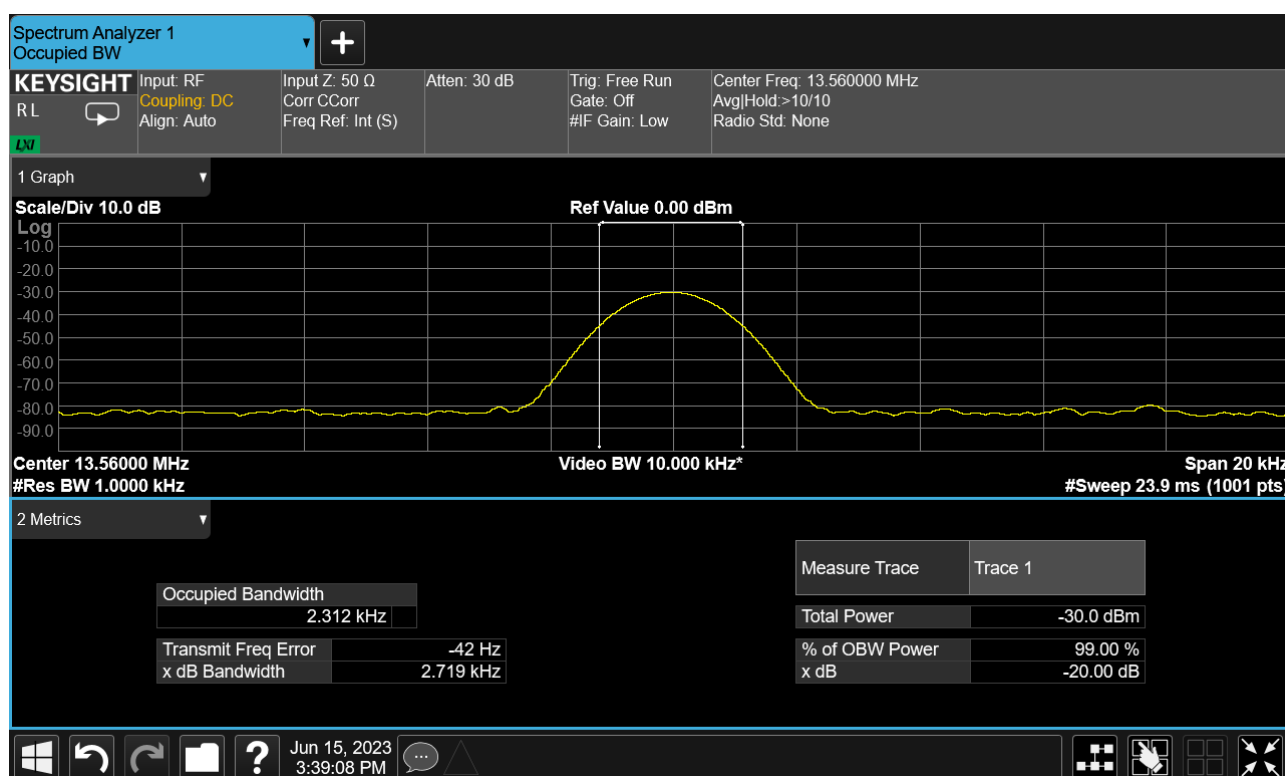 Spectrum Analyzer 1
Occupied BW
KEYSIGHT
R L
LXI
Input: RF
Coupling: DC
Align: Auto
Input Z: 50 Ω
Corr CCorr
Freq Ref: Int (S)
Atten: 30 dB
Trig: Free Run
Gate: Off
#IF Gain: Low
Center Freq: 13.560000 MHz
Avg|Hold:>10/10
Radio Std: None
1 Graph
Scale/Div 10.0 dB
Ref Value 0.00 dBm
Log
-10.0
-20.0
-30.0
-40.0
-50.0
-60.0
-70.0
-80.0
-90.0
Center 13.56000 MHz
Video BW 10.000 kHz*
Span 20 kHz
#Res BW 1.0000 kHz
#Sweep 23.9 ms (1001 pts)
2 Metrics
Measure Trace Trace 1
Occupied Bandwidth
2.312 kHz
Total Power -30.0 dBm
Transmit Freq Error -42 Hz
% of OBW Power 99.00 %
x dB Bandwidth 2.719 kHz
x dB -20.00 dB
?
Jun 15, 2023
3:39:08 PM